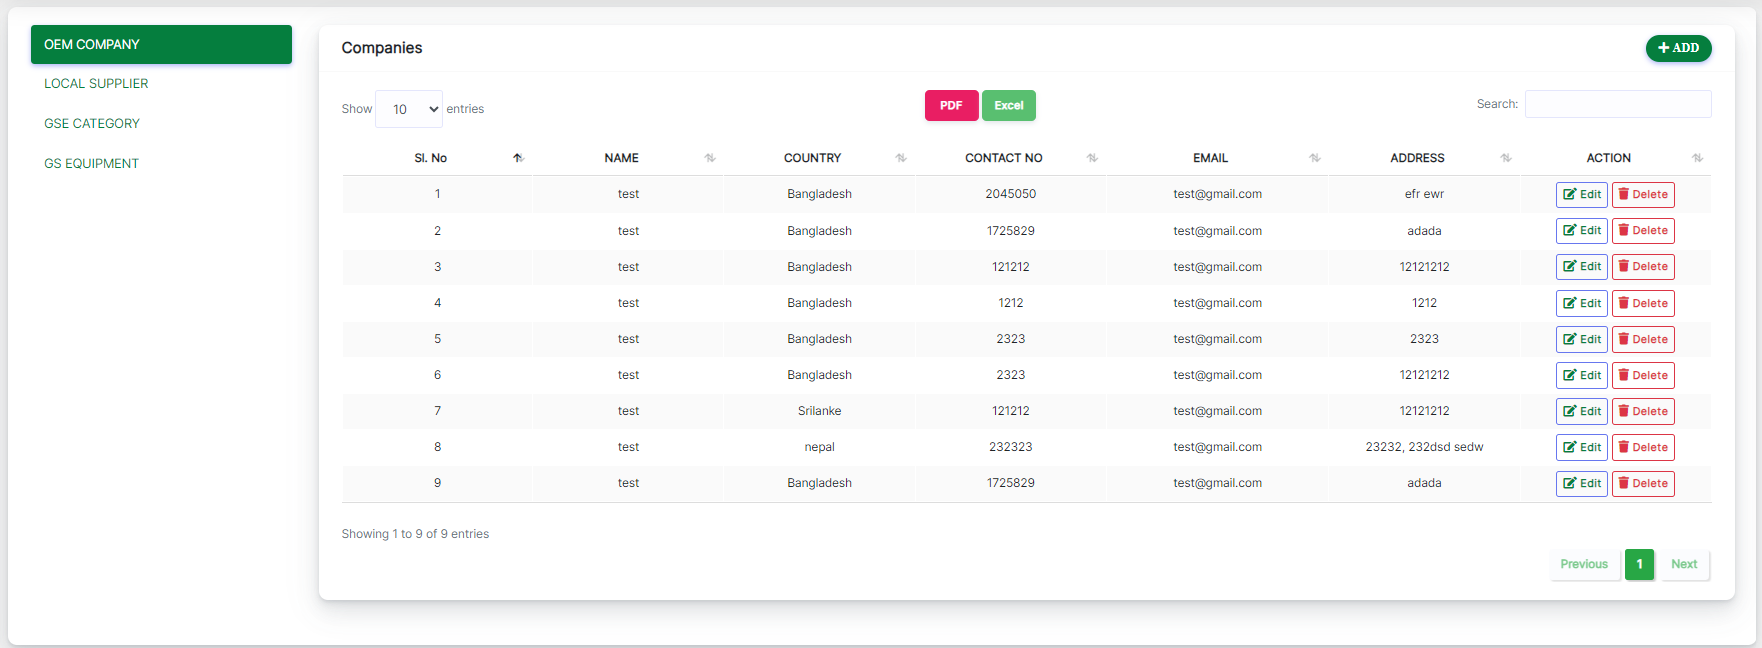 OEM COMPANY
LOCAL SUPPLIER
GSE CATEGORY
GS EQUIPMENT
Companies
ADD
Show 10 entries
PDF Excel
Search:
Sl. No NAME COUNTRY CONTACT NO EMAIL ADDRESS ACTION
1 test Bangladesh 2045050 test@gmail.com efr ewr Edit Delete
2 test Bangladesh 1725829 test@gmail.com adada Edit Delete
3 test Bangladesh 121212 test@gmail.com 12121212 Edit Delete
4 test Bangladesh 1212 test@gmail.com 1212 Edit Delete
5 test Bangladesh 2323 test@gmail.com 2323 Edit Delete
6 test Bangladesh 2323 test@gmail.com 12121212 Edit Delete
7 test Srilanke 121212 test@gmail.com 12121212 Edit Delete
8 test nepal 232323 test@gmail.com 23232, 232dsd sedw Edit Delete
9 test Bangladesh 1725829 test@gmail.com adada Edit Delete
Showing 1 to 9 of 9 entries
Previous 1 Next